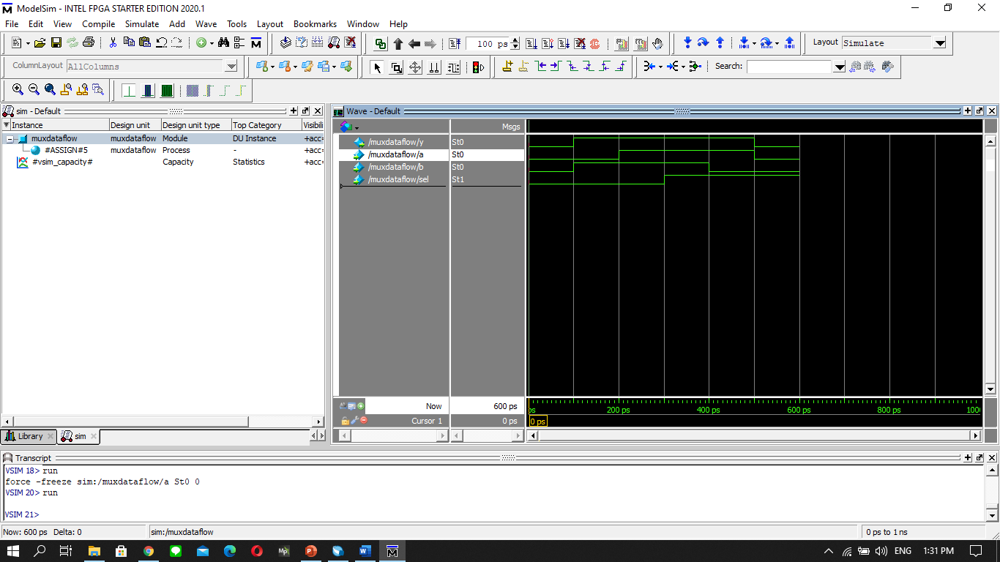 ModelSim - INTEL FPGA STARTER EDITION 2020.1
File Edit View Compile Simulate Add Wave Tools Layout Bookmarks Window Help
100 ps
Layout Simulate
ColumnLayout AllColumns
Search:
sim - Default
Instance Design unit Design unit type Top Category Visibili
muxdataflow muxdataflow Module DU Instance +acc=
#ASSIGN#5 muxdataflow Process - +acc=
#vsim_capacity# Capacity Statistics +acc=
Library sim
Wave - Default
Msgs
/muxdataflow/y St0
/muxdataflow/a St0
/muxdataflow/b St0
/muxdataflow/sel St1
Now 600 ps
ps 200 ps 400 ps 600 ps 800 ps 1000
Cursor 1 0 ps
0 ps
Transcript
VSIM 18> run
force -freeze sim:/muxdataflow/a St0 0
VSIM 20> run
VSIM 21>
Now: 600 ps Delta: 0 sim:/muxdataflow 0 ps to 1 ns
ENG 1:31 PM